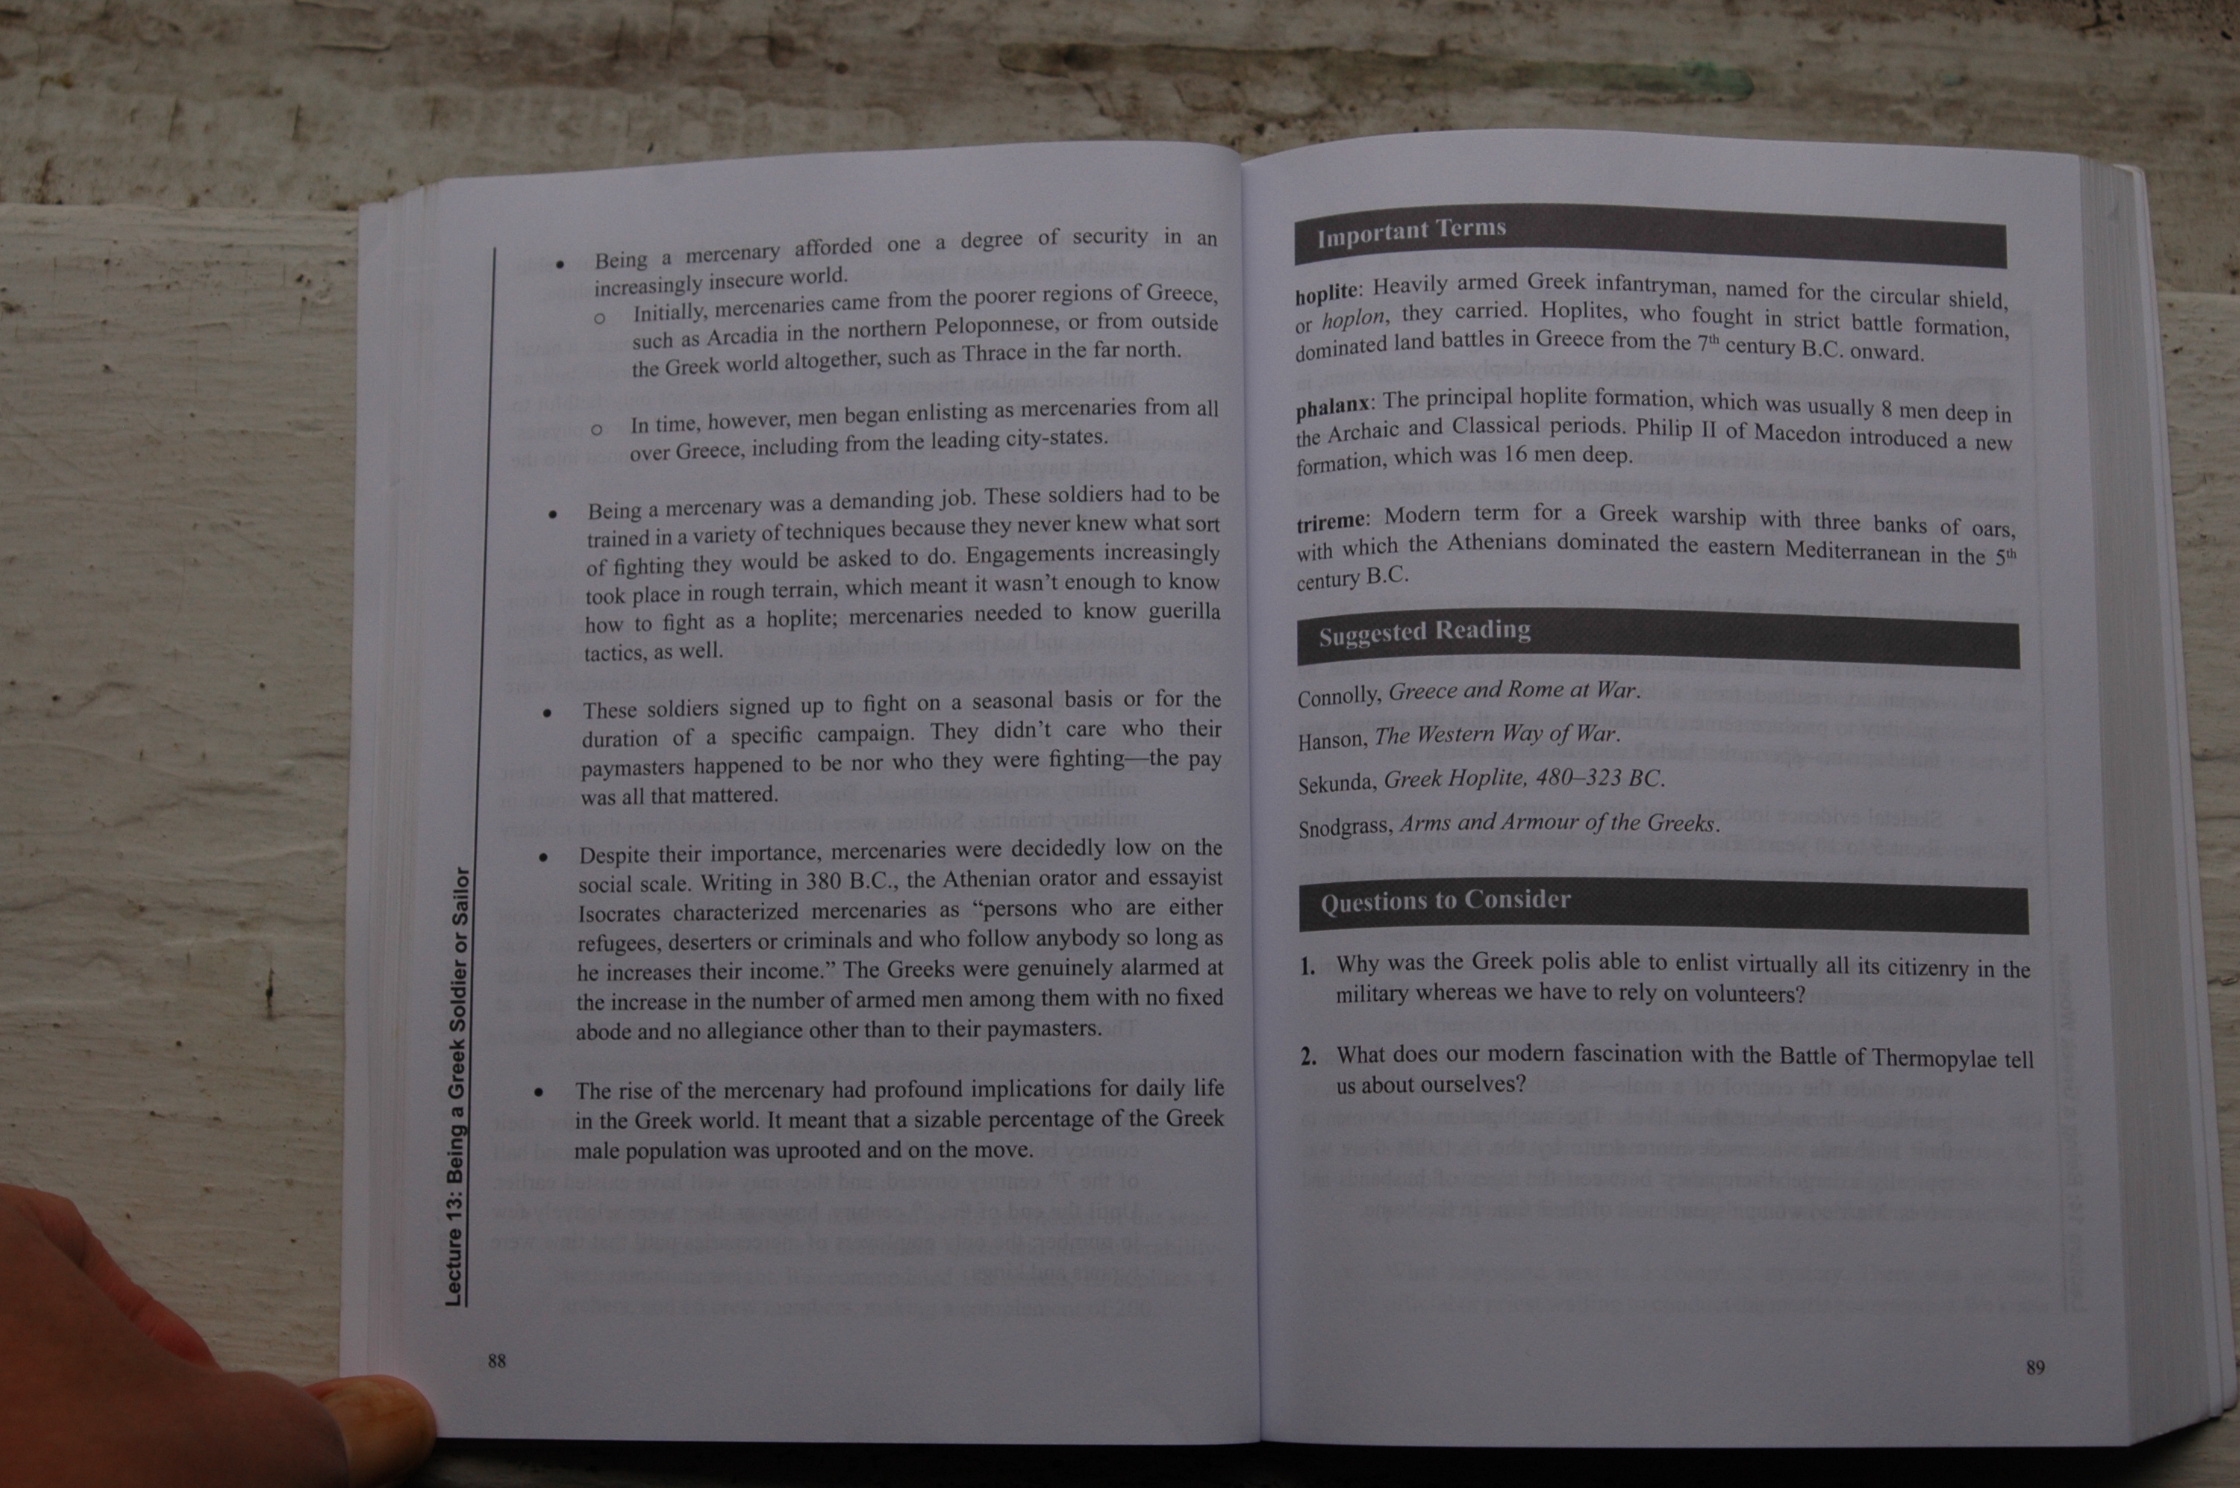 • Being a mercenary afforded one a degree of security in an
increasingly insecure world.
o Initially, mercenaries came from the poorer regions of Greece,
such as Arcadia in the northern Peloponnese, or from outside
the Greek world altogether, such as Thrace in the far north.
o In time, however, men began enlisting as mercenaries from all
over Greece, including from the leading city-states.
• Being a mercenary was a demanding job. These soldiers had to be
trained in a variety of techniques because they never knew what sort
of fighting they would be asked to do. Engagements increasingly
took place in rough terrain, which meant it wasn’t enough to know
how to fight as a hoplite; mercenaries needed to know guerilla
tactics, as well.
• These soldiers signed up to fight on a seasonal basis or for the
duration of a specific campaign. They didn’t care who their
paymasters happened to be nor who they were fighting—the pay
was all that mattered.
• Despite their importance, mercenaries were decidedly low on the
social scale. Writing in 380 B.C., the Athenian orator and essayist
Isocrates characterized mercenaries as “persons who are either
refugees, deserters or criminals and who follow anybody so long as
he increases their income.” The Greeks were genuinely alarmed at
the increase in the number of armed men among them with no fixed
abode and no allegiance other than to their paymasters.
• The rise of the mercenary had profound implications for daily life
in the Greek world. It meant that a sizable percentage of the Greek
male population was uprooted and on the move.
Lecture 13: Being a Greek Soldier or Sailor
88
Important Terms
hoplite: Heavily armed Greek infantryman, named for the circular shield,
or hoplon, they carried. Hoplites, who fought in strict battle formation,
dominated land battles in Greece from the 7th century B.C. onward.
phalanx: The principal hoplite formation, which was usually 8 men deep in
the Archaic and Classical periods. Philip II of Macedon introduced a new
formation, which was 16 men deep.
trireme: Modern term for a Greek warship with three banks of oars,
with which the Athenians dominated the eastern Mediterranean in the 5th
century B.C.
Suggested Reading
Connolly, Greece and Rome at War.
Hanson, The Western Way of War.
Sekunda, Greek Hoplite, 480–323 BC.
Snodgrass, Arms and Armour of the Greeks.
Questions to Consider
1. Why was the Greek polis able to enlist virtually all its citizenry in the
military whereas we have to rely on volunteers?
2. What does our modern fascination with the Battle of Thermopylae tell
us about ourselves?
89